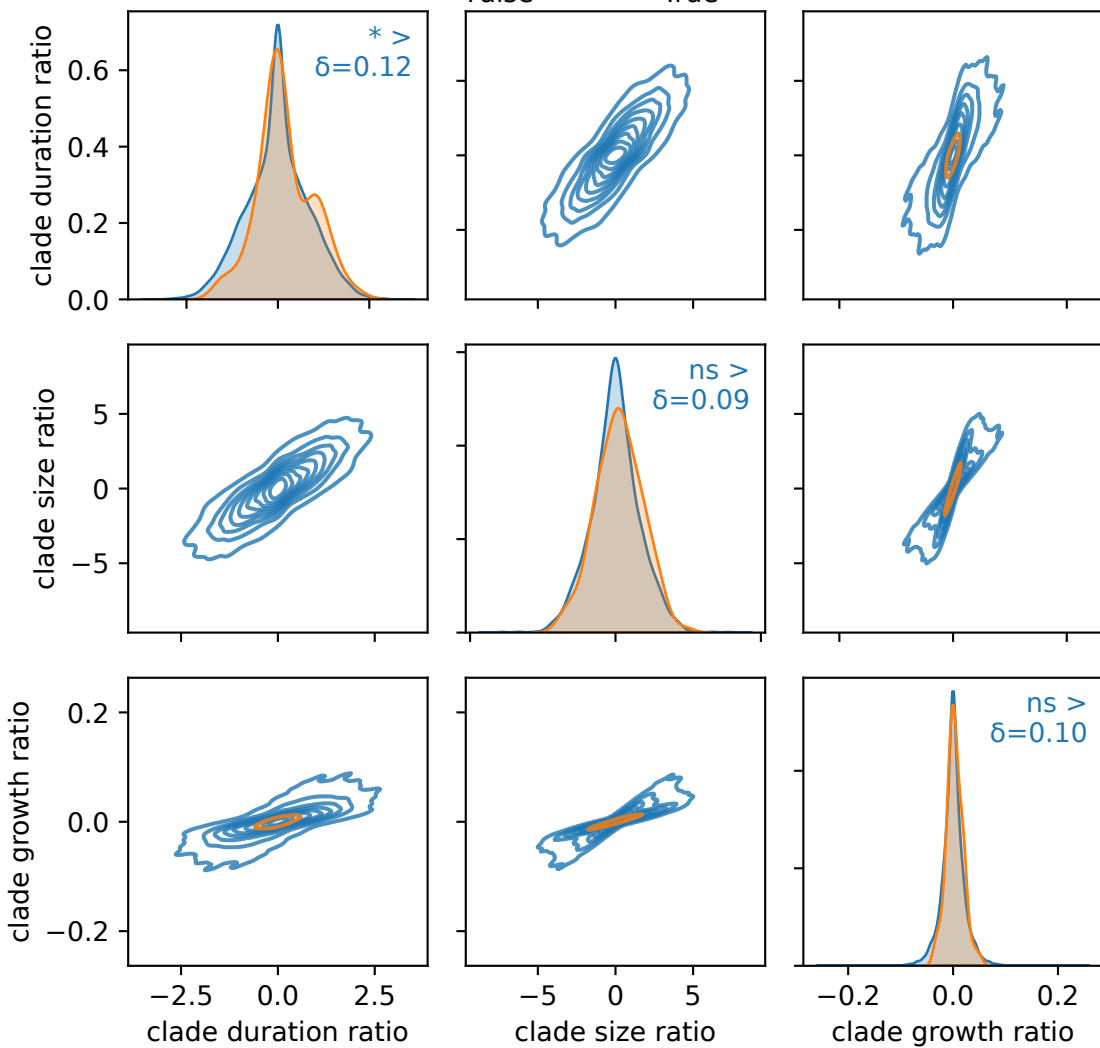 clade duration ratio
0.6
0.4
0.2
0.0
* >
δ=0.12
clade size ratio
5
0
−5
ns >
δ=0.09
clade growth ratio
0.2
0.0
−0.2
ns >
δ=0.10
−2.5 0.0 2.5
−5 0 5
−0.2 0.0 0.2
clade duration ratio
clade size ratio
clade growth ratio